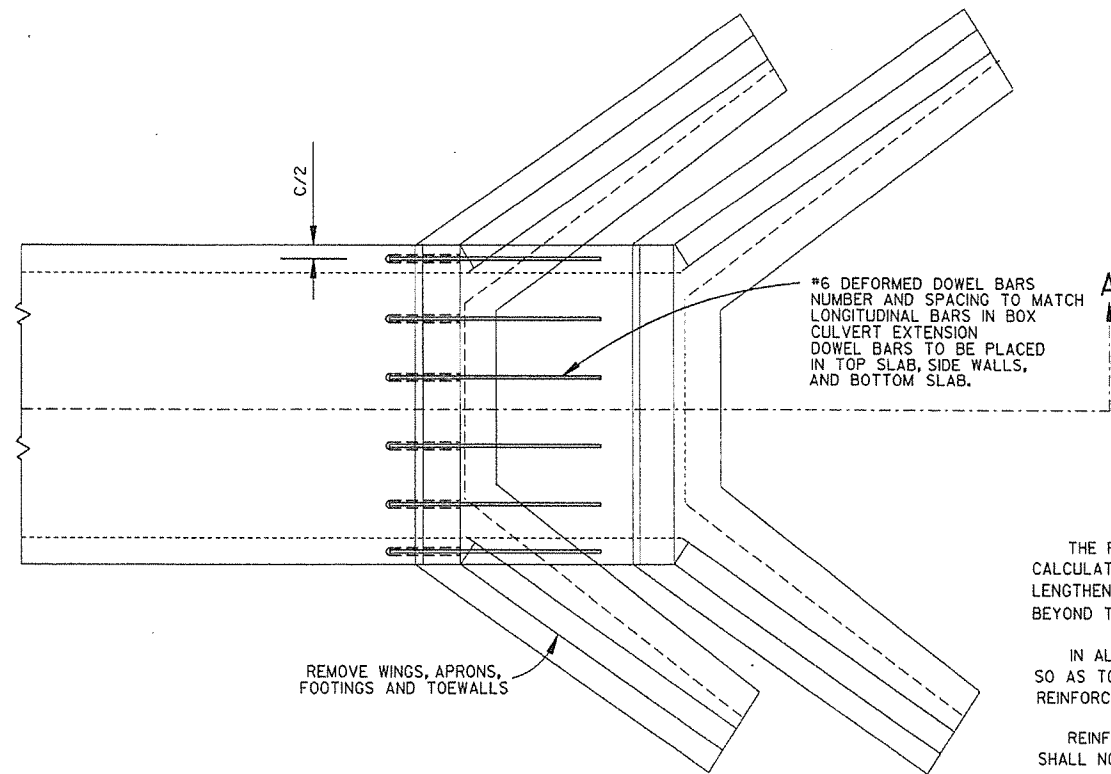 C/2
#6 DEFORMED DOWEL BARS
NUMBER AND SPACING TO MATCH
LONGITUDINAL BARS IN BOX
CULVERT EXTENSION
DOWEL BARS TO BE PLACED
IN TOP SLAB, SIDE WALLS,
AND BOTTOM SLAB.
A
REMOVE WINGS, APRONS,
FOOTINGS AND TOEWALLS
THE
CALCULAT
LENGTHEN
BEYOND T
IN AL
SO AS TO
REINFORC
REINF
SHALL NO